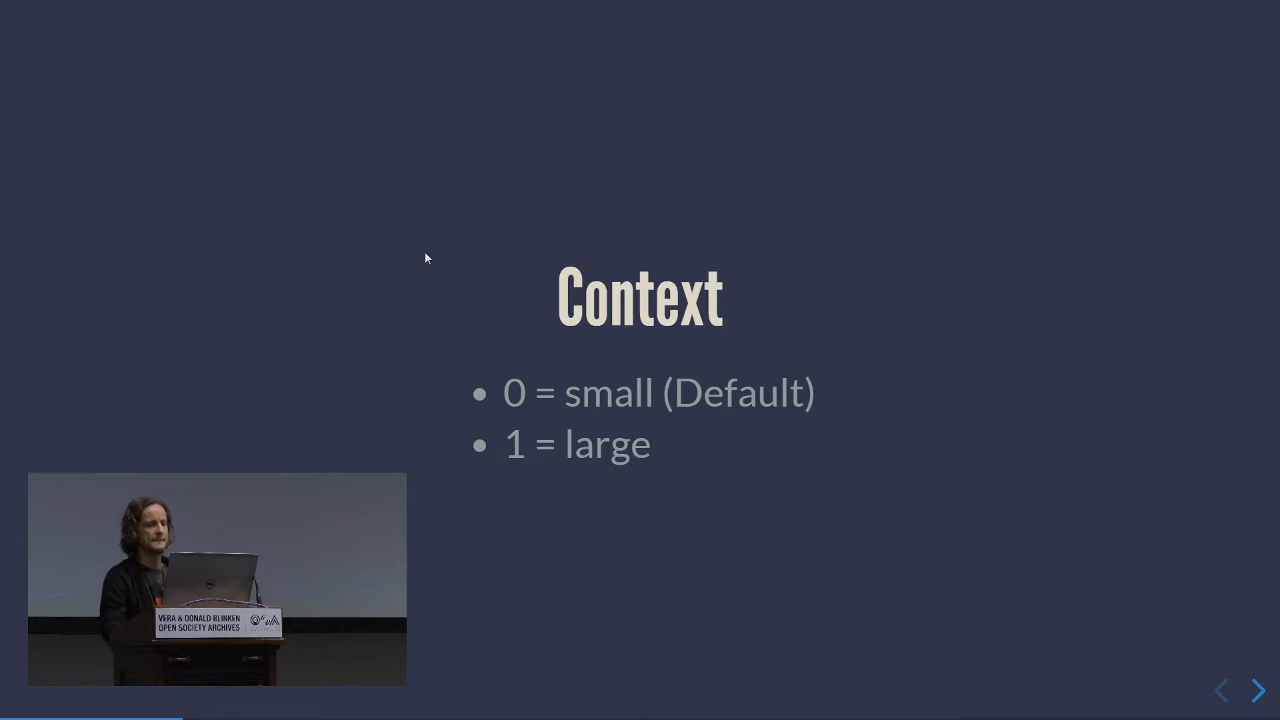 Context
0 = small (Default)
1 = large
VERA & DONALD BLINKEN
OPEN SOCIETY ARCHIVES